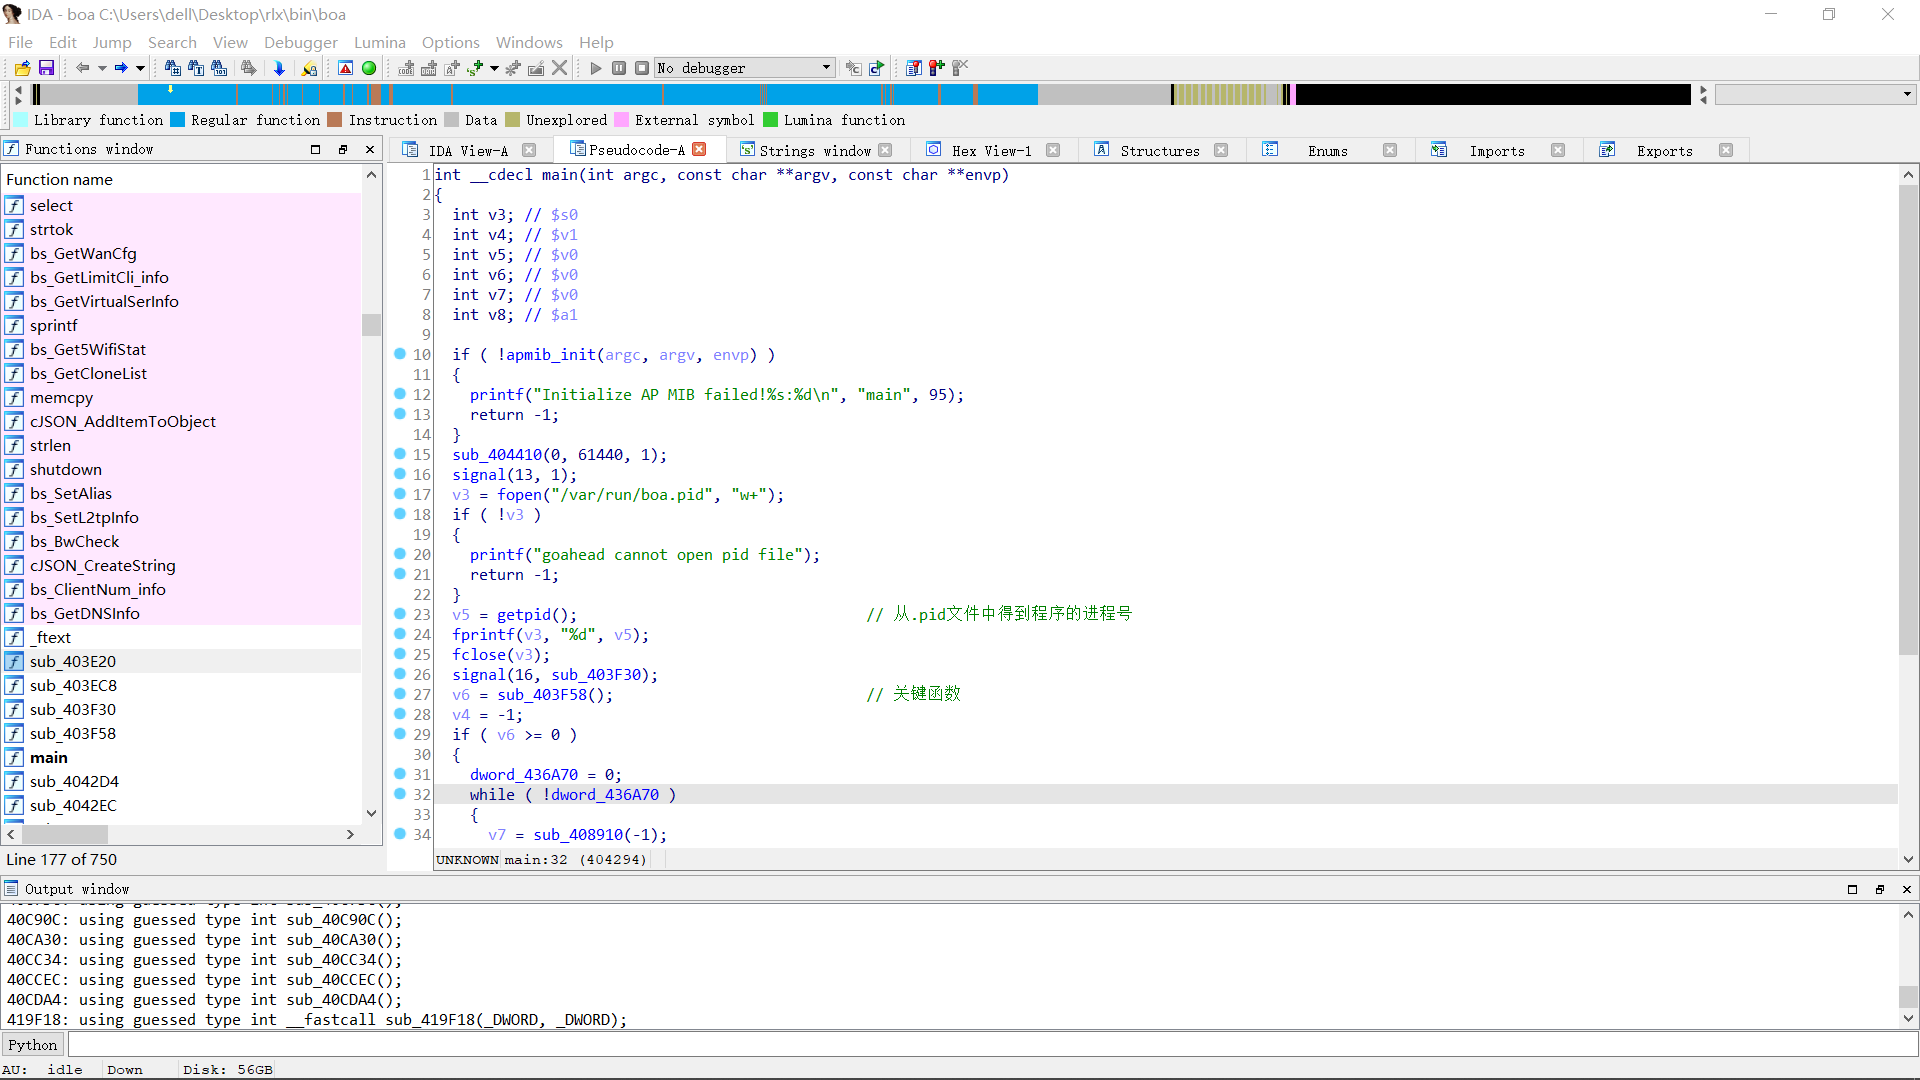 IDA - boa C:\Users\dell\Desktop\rlx\bin\boa
File Edit Jump Search View Debugger Lumina Options Windows Help
No debugger
Library function Regular function Instruction Data Unexplored External symbol Lumina function
Functions window
IDA View-A Pseudocode-A Strings window Hex View-1 Structures Enums Imports Exports
Function name
select
strtok
bs_GetWanCfg
bs_GetLimitCli_info
bs_GetVirtualSerInfo
sprintf
bs_Get5WifiStat
bs_GetCloneList
memcpy
cJSON_AddItemToObject
strlen
shutdown
bs_SetAlias
bs_SetL2tpInfo
bs_BwCheck
cJSON_CreateString
bs_ClientNum_info
bs_GetDNSInfo
_ftext
sub_403E20
sub_403EC8
sub_403F30
sub_403F58
main
sub_4042D4
sub_4042EC
Line 177 of 750
1 int __cdecl main(int argc, const char **argv, const char **envp)
2 {
3 int v3; // $s0
4 int v4; // $v1
5 int v5; // $v0
6 int v6; // $v0
7 int v7; // $v0
8 int v8; // $a1
9
10 if ( !apmib_init(argc, argv, envp) )
11 {
12 printf("Initialize AP MIB failed!%s:%d\n", "main", 95);
13 return -1;
14 }
15 sub_404410(0, 61440, 1);
16 signal(13, 1);
17 v3 = fopen("/var/run/boa.pid", "w+");
18 if ( !v3 )
19 {
20 printf("goahead cannot open pid file");
21 return -1;
22 }
23 v5 = getpid(); // 从.pid文件中得到程序的进程号
24 fprintf(v3, "%d", v5);
25 fclose(v3);
26 signal(16, sub_403F30);
27 v6 = sub_403F58(); // 关键函数
28 v4 = -1;
29 if ( v6 >= 0 )
30 {
31 dword_436A70 = 0;
32 while ( !dword_436A70 )
33 {
34 v7 = sub_408910(-1);
UNKNOWN main:32 (404294)
Output window
40C90C: using guessed type int sub_40C90C();
40CA30: using guessed type int sub_40CA30();
40CC34: using guessed type int sub_40CC34();
40CCEC: using guessed type int sub_40CCEC();
40CDA4: using guessed type int sub_40CDA4();
419F18: using guessed type int __fastcall sub_419F18(_DWORD, _DWORD);
Python
AU: idle Down Disk: 56GB